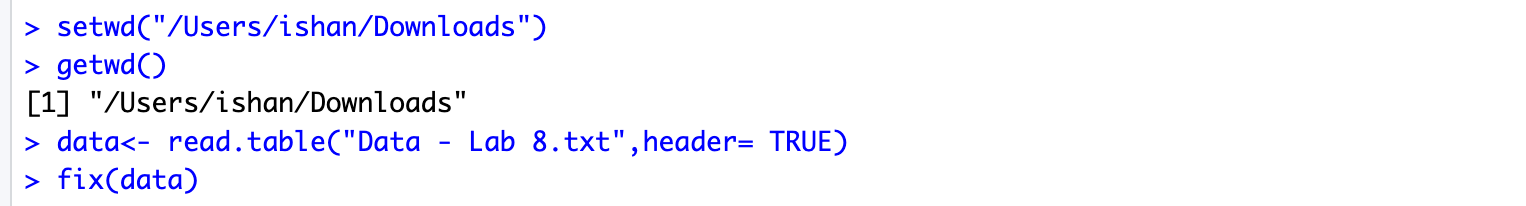 > setwd("/Users/ishan/Downloads")
> getwd()
[1] "/Users/ishan/Downloads"
> data<- read.table("Data - Lab 8.txt",header= TRUE)
> fix(data)